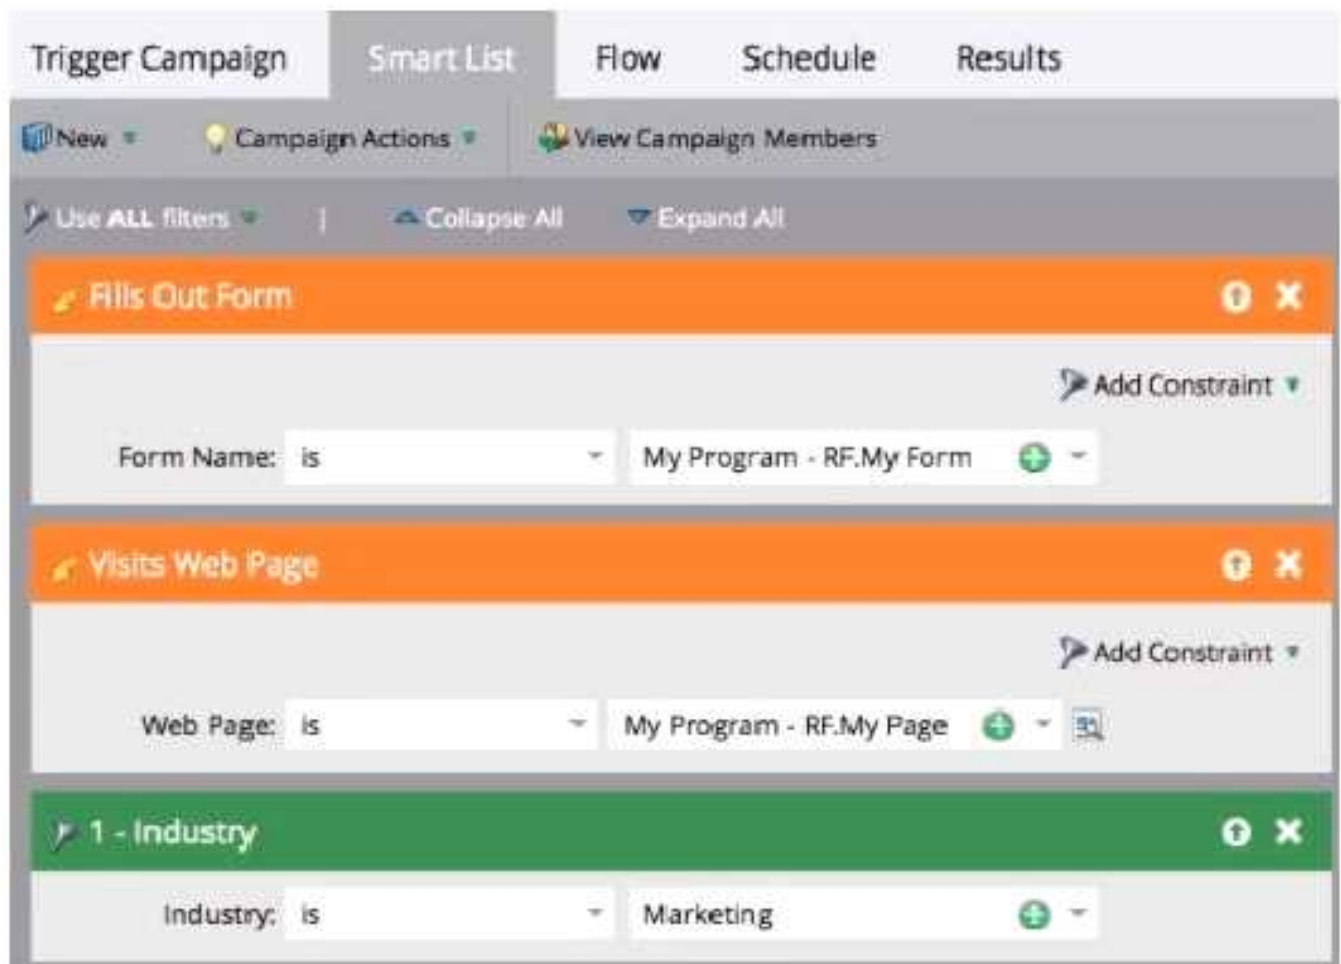 Trigger Campaign Smart List Flow Schedule Results
New Campaign Actions View Campaign Members
Use ALL filters | Collapse All Expand All
Fills Out Form
Add Constraint
Form Name: is My Program - RF.My Form
Visits Web Page
Add Constraint
Web Page: is My Program - RF.My Page
1 - Industry
Industry: is Marketing